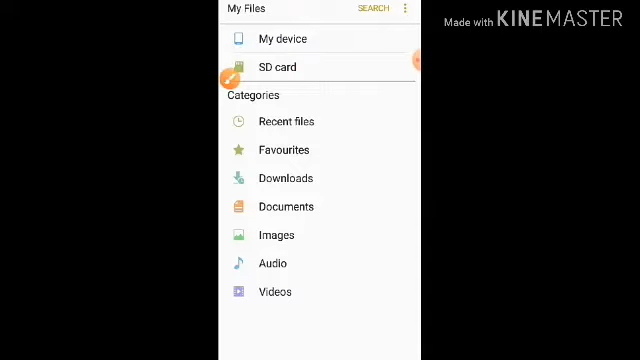 My Files
SEARCH
Made with KINEMASTER
My device
SD card
Categories
Recent files
Favourites
Downloads
Documents
Images
Audio
Videos